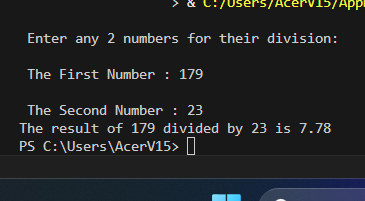 > & C:/Users/AcerV15/App
Enter any 2 numbers for their division:
The First Number : 179
The Second Number : 23
The result of 179 divided by 23 is 7.78
PS C:\Users\AcerV15>